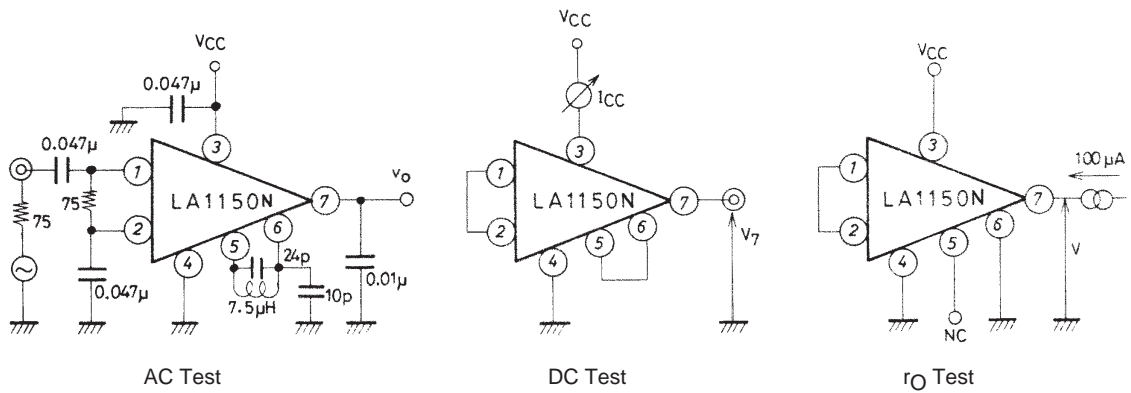 VCC
0.047µ
0.047µ
3
1
LA1150N
7
vo
75
75
2
6
5
4
24p
0.047µ
7.5µH
10p
0.01µ
AC Test
VCC
ICC
3
1
LA1150N
7
2
6
5
4
V7
DC Test
VCC
3
1
100µA
LA1150N
7
2
6
5
4
V
NC
rO Test